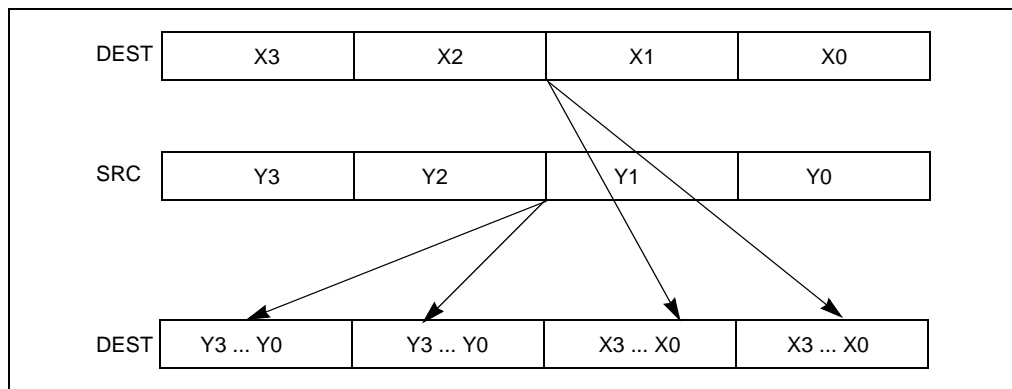 DEST X3 X2 X1 X0
SRC Y3 Y2 Y1 Y0
DEST Y3 ... Y0 Y3 ... Y0 X3 ... X0 X3 ... X0